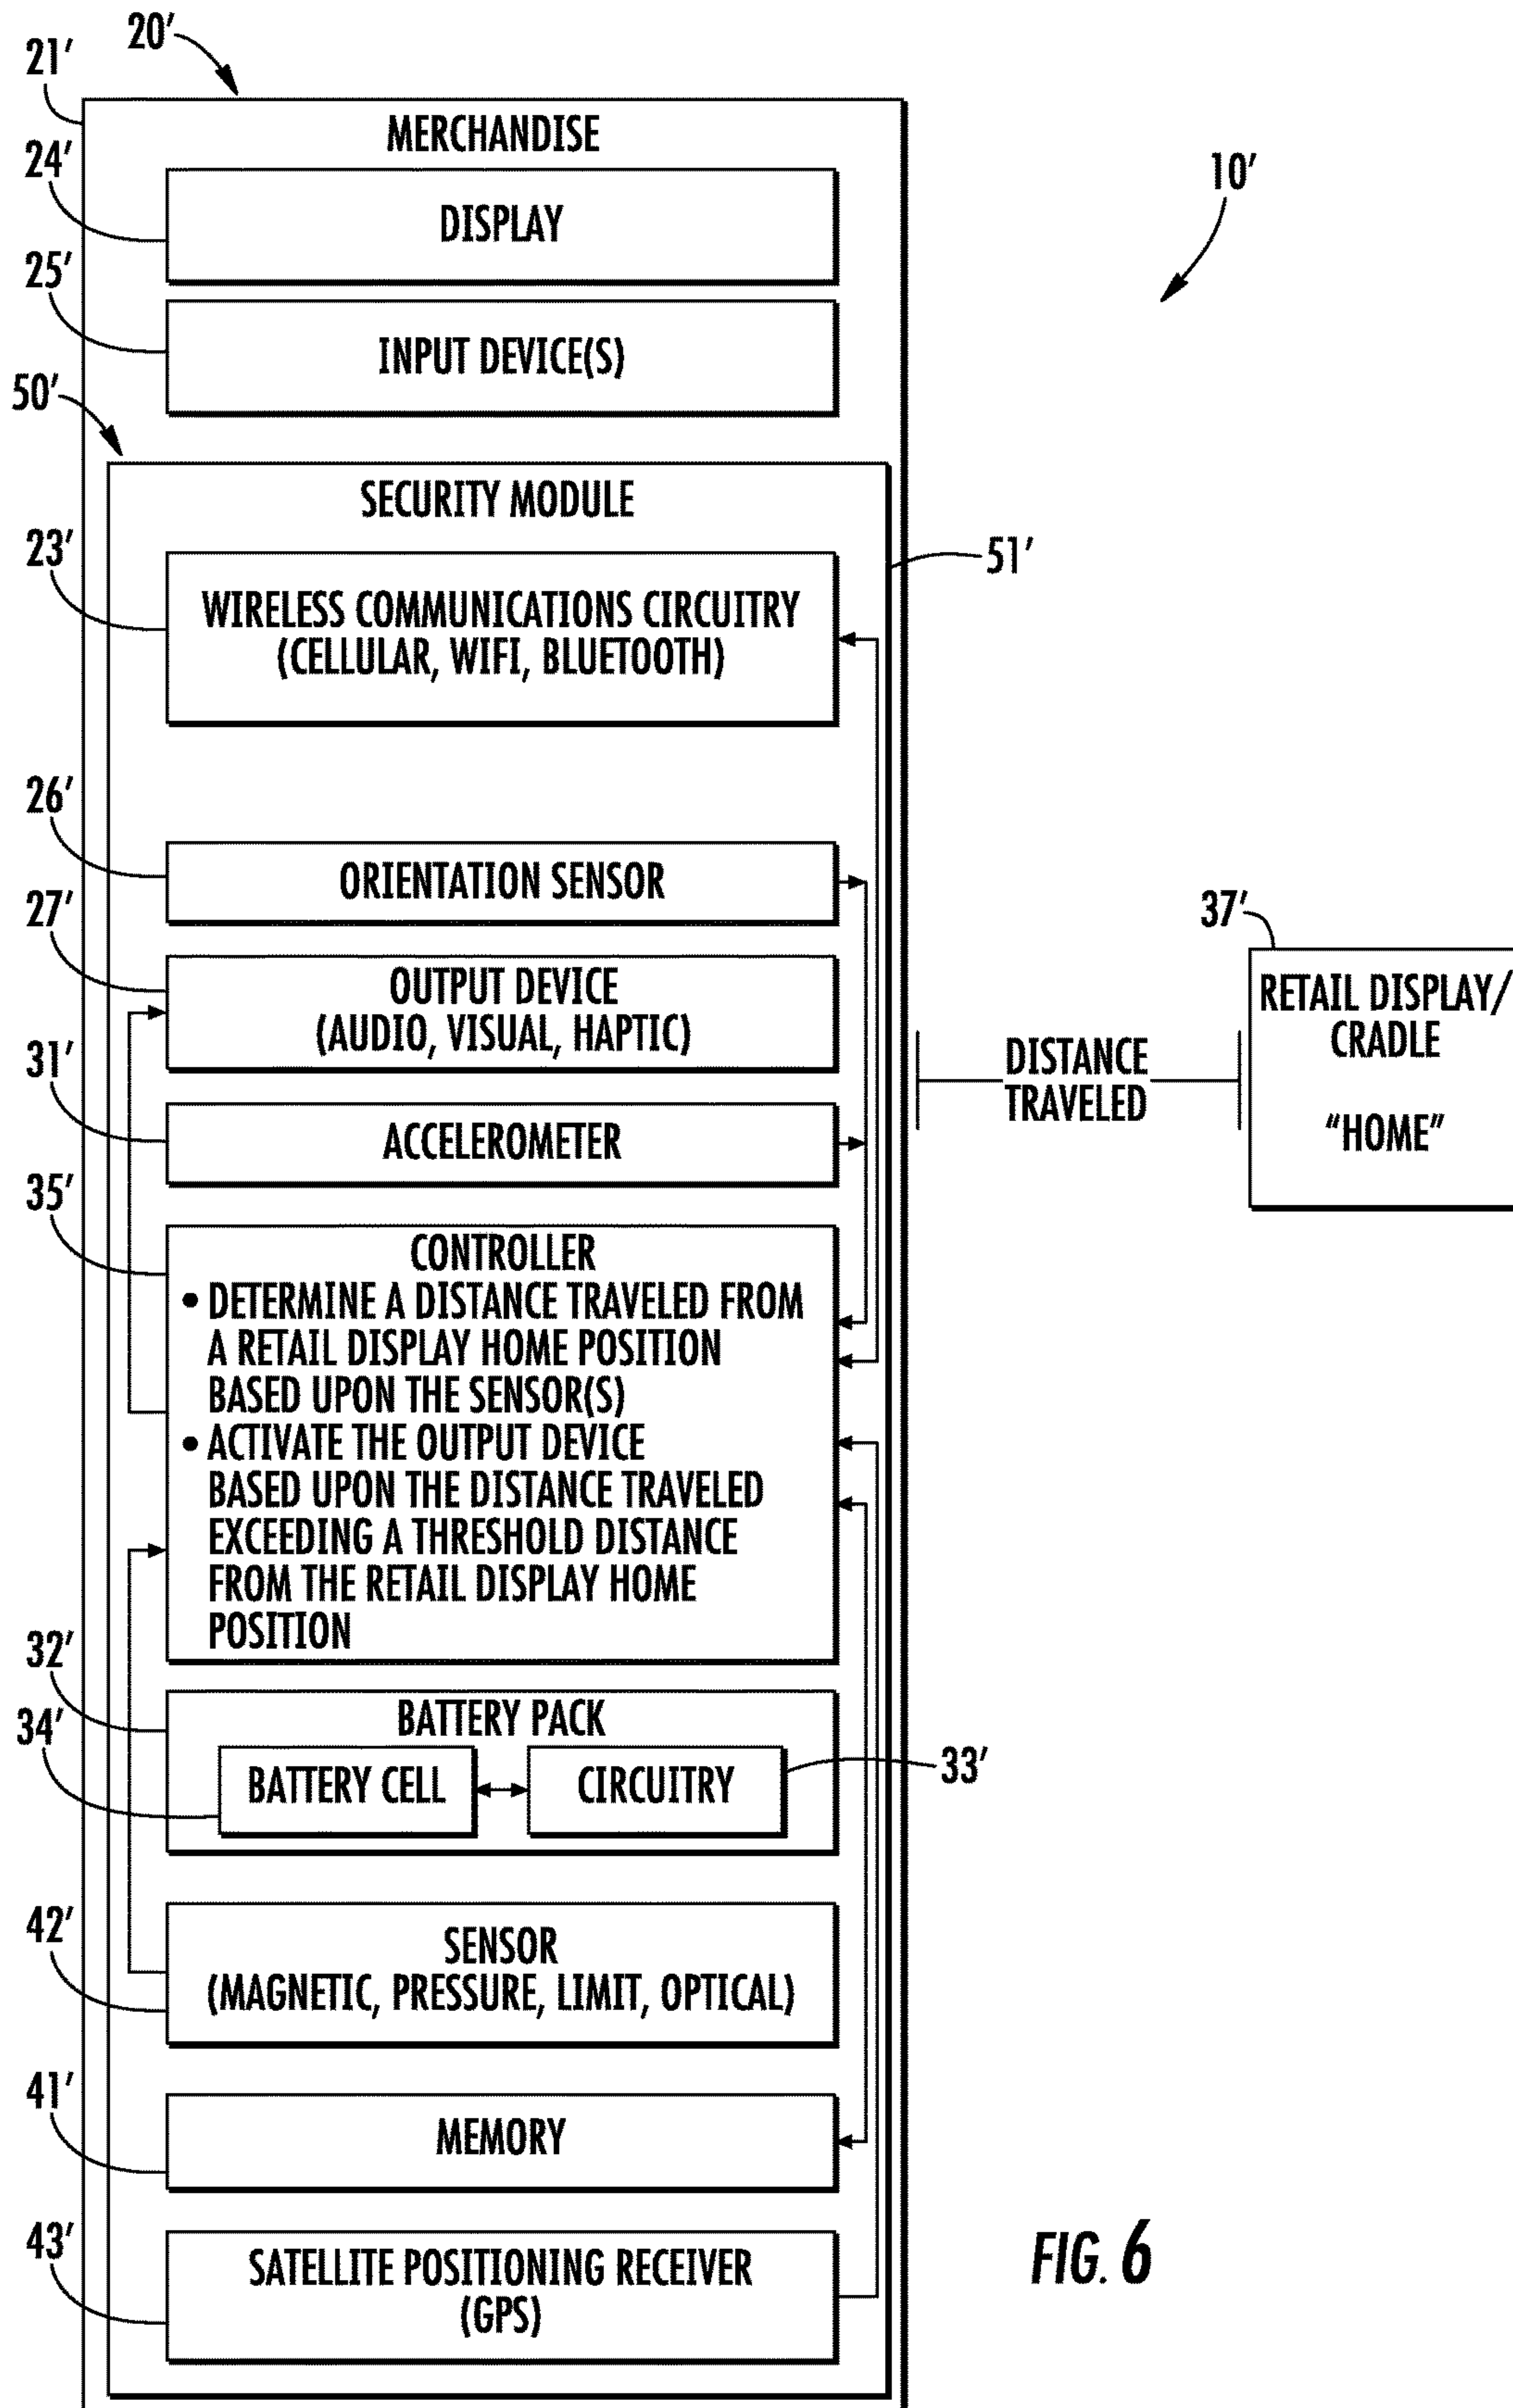 20′
21′
MERCHANDISE
24′
10′
DISPLAY
25′
INPUT DEVICE(S)
50′
SECURITY MODULE
23′
51′
WIRELESS COMMUNICATIONS CIRCUITRY
(CELLULAR, WIFI, BLUETOOTH)
26′
ORIENTATION SENSOR
27′
37′
OUTPUT DEVICE
(AUDIO, VISUAL, HAPTIC)
RETAIL DISPLAY/
CRADLE
“HOME”
DISTANCE
TRAVELED
31′
ACCELEROMETER
35′
CONTROLLER
• DETERMINE A DISTANCE TRAVELED FROM
A RETAIL DISPLAY HOME POSITION
BASED UPON THE SENSOR(S)
• ACTIVATE THE OUTPUT DEVICE
BASED UPON THE DISTANCE TRAVELED
EXCEEDING A THRESHOLD DISTANCE
FROM THE RETAIL DISPLAY HOME
POSITION
32′
BATTERY PACK
34′
BATTERY CELL
CIRCUITRY
33′
42′
SENSOR
(MAGNETIC, PRESSURE, LIMIT, OPTICAL)
41′
MEMORY
43′
SATELLITE POSITIONING RECEIVER
(GPS)
FIG. 6